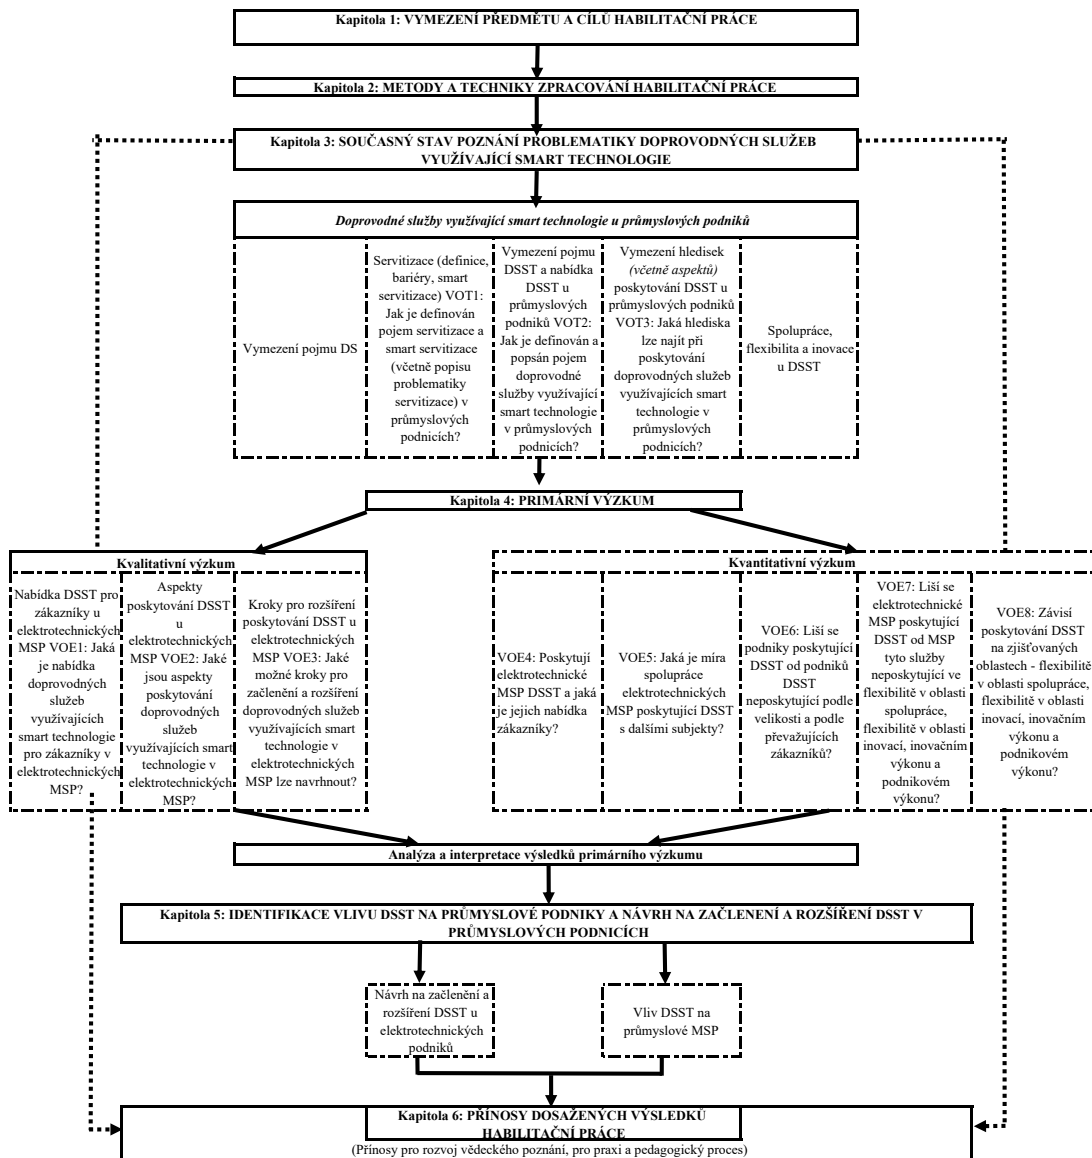 Kapitola 1: VYMEZENÍ PŘEDMĚTU A CÍLŮ HABILITAČNÍ PRÁCE
Kapitola 2: METODY A TECHNIKY ZPRACOVÁNÍ HABILITAČNÍ PRÁCE
Kapitola 3: SOUČASNÝ STAV POZNÁNÍ PROBLEMATIKY DOPROVODNÝCH SLUŽEB
VYUŽÍVAJÍCÍ SMART TECHNOLOGIE
Doprovodné služby využívající smart technologie u průmyslových podniků
Vymezení pojmu DS
Servitizace (definice,
bariéry, smart
servitizace) VOT1:
Jak je definován
pojem servitizace a
smart servitizace
(včetně popisu
problematiky
servitizace) v
průmyslových
podnicích?
Vymezení pojmu
DSST a nabídka
DSST u
průmyslových
podniků VOT2:
Jak je definován a
popsán pojem
doprovodné
služby využívající
smart technologie
v průmyslových
podnicích?
Vymezení hledisek
(včetně aspektů)
poskytování DSST u
průmyslových podniků
VOT3: Jaká hlediska
lze najít při
poskytování
doprovodných služeb
využívajících smart
technologie v
průmyslových
podnicích?
Spolupráce,
flexibilita a inovace
u DSST
Kapitola 4: PRIMÁRNÍ VÝZKUM
Kvalitativní výzkum
Nabídka DSST pro
zákazníky u
elektrotechnických
MSP VOE1: Jaká
je nabídka
doprovodných
služeb
využívajících
smart technologie
pro zákazníky v
elektrotechnických
MSP?
Aspekty
poskytování DSST
u
elektrotechnických
MSP VOE2: Jaké
jsou aspekty
poskytování
doprovodných
služeb
využívajících smart
technologie v
elektrotechnických
MSP?
Kroky pro rozšíření
poskytování DSST u
elektrotechnických
MSP VOE3: Jaké
možné kroky pro
začlenění a rozšíření
doprovodných služeb
využívajících smart
technologie v
elektrotechnických
MSP lze navrhnout?
Kvantitativní výzkum
VOE4: Poskytují
elektrotechnické
MSP DSST a jaká
je jejich nabídka
zákazníky?
VOE5: Jaká je míra
spolupráce
elektrotechnických
MSP poskytující DSST
s dalšími subjekty?
VOE6: Liší se
podniky poskytující
DSST od podniků
DSST
neposkytující podle
velikosti a podle
převažujících
zákazníků?
VOE7: Liší se
elektrotechnické
MSP poskytující
DSST od MSP
tyto služby
neposkytující ve
flexibilitě v oblasti
spolupráce,
flexibilitě v oblasti
inovací, inovačním
výkonu a
podnikovém
výkonu?
VOE8: Závisí
poskytování DSST
na zjišťovaných
oblastech - flexibilitě
v oblasti spolupráce,
flexibilitě v oblasti
inovací, inovačním
výkonu a
podnikovém
výkonu?
Analýza a interpretace výsledků primárního výzkumu
Kapitola 5: IDENTIFIKACE VLIVU DSST NA PRŮMYSLOVÉ PODNIKY A NÁVRH NA ZAČLENENÍ A ROZŠÍŘENÍ DSST V
PRŮMYSLOVÝCH PODNICÍCH
Návrh na začlenění a
rozšíření DSST u
elektrotechnických
podniků
Vliv DSST na
průmyslové MSP
Kapitola 6: PŘÍNOSY DOSAŽENÝCH VÝSLEDKŮ
HABILITAČNÍ PRÁCE
(Přínosy pro rozvoj vědeckého poznání, pro praxi a pedagogický proces)